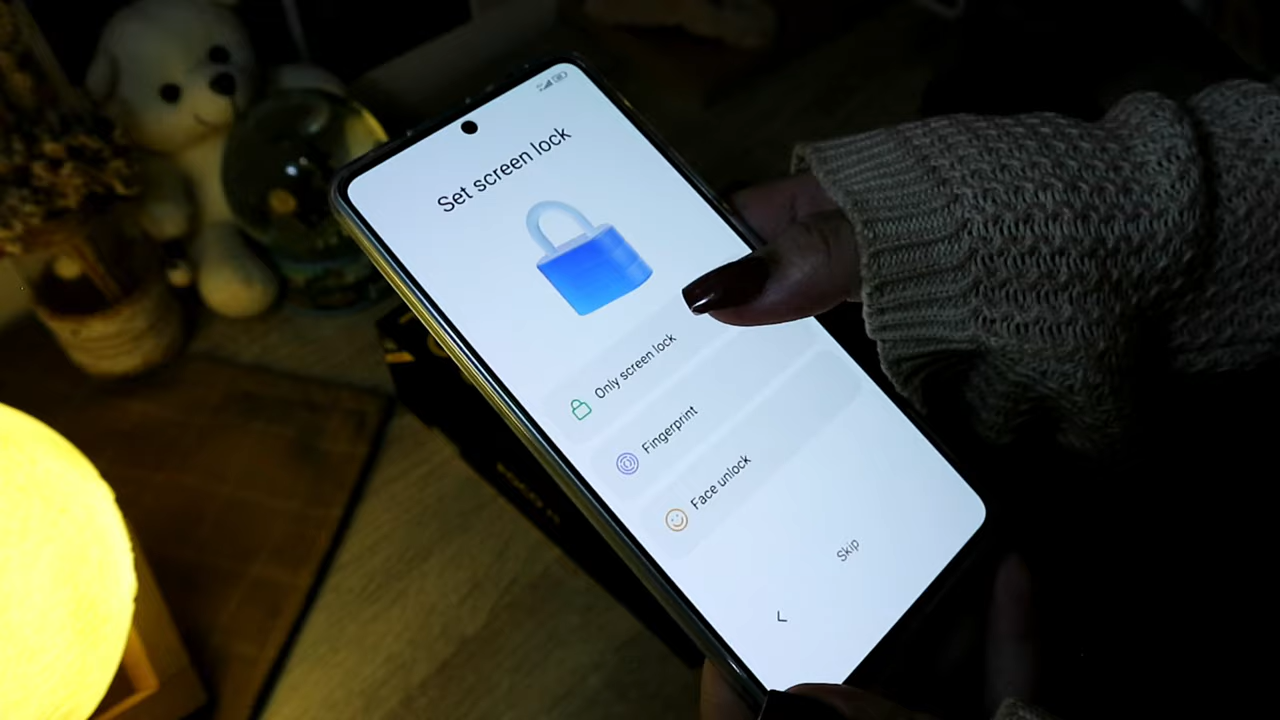 Set screen lock
Only screen lock
Fingerprint
Face unlock
Skip